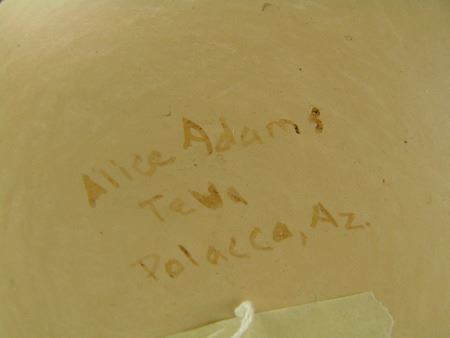 Alice Adams
Tewa
Polacca, Az.